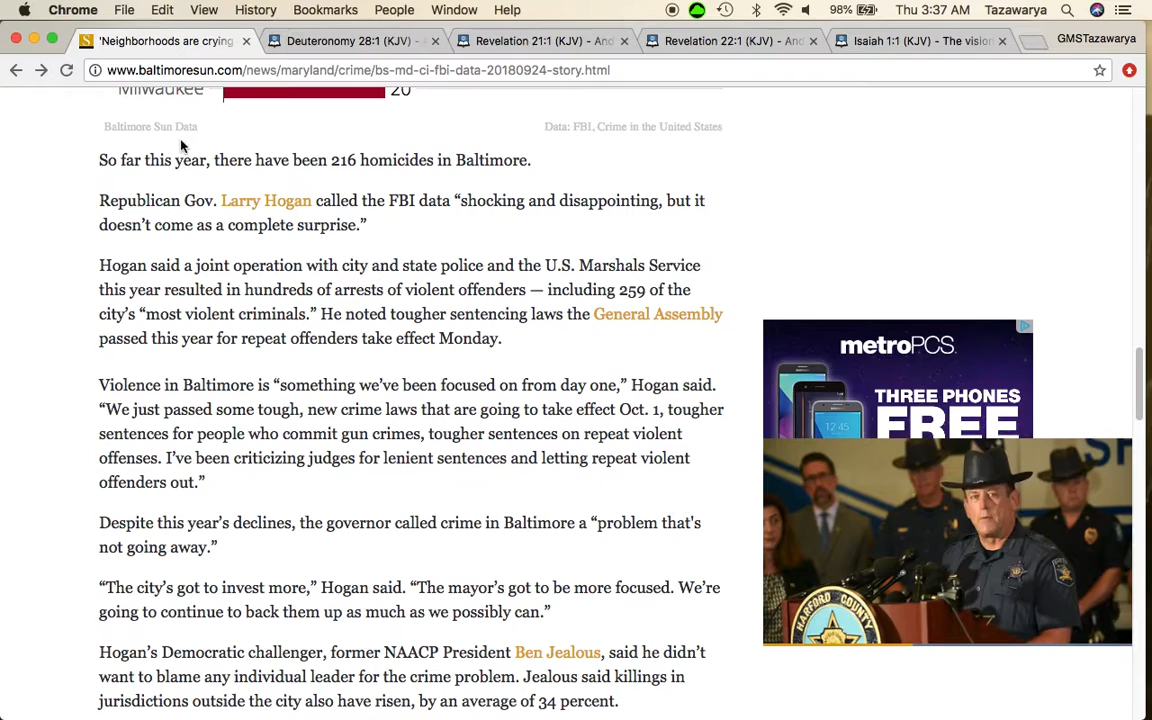 Chrome File Edit View History Bookmarks People Window Help 98% Thu 3:37 AM Tazawarya
'Neighborhoods are crying Deuteronomy 28:1 (KJV) - Revelation 21:1 (KJV) - And Revelation 22:1 (KJV) - And Isaiah 1:1 (KJV) - The vision GMSTazawarya
www.baltimoresun.com/news/maryland/crime/bs-md-ci-fbi-data-20180924-story.html
Milwaukee 20
Baltimore Sun Data Data: FBI, Crime in the United States
So far this year, there have been 216 homicides in Baltimore.
Republican Gov. Larry Hogan called the FBI data “shocking and disappointing, but it
doesn’t come as a complete surprise.”
Hogan said a joint operation with city and state police and the U.S. Marshals Service
this year resulted in hundreds of arrests of violent offenders — including 259 of the
city’s “most violent criminals.” He noted tougher sentencing laws the General Assembly
passed this year for repeat offenders take effect Monday.
Violence in Baltimore is “something we’ve been focused on from day one,” Hogan said.
“We just passed some tough, new crime laws that are going to take effect Oct. 1, tougher
sentences for people who commit gun crimes, tougher sentences on repeat violent
offenses. I’ve been criticizing judges for lenient sentences and letting repeat violent
offenders out.”
Despite this year’s declines, the governor called crime in Baltimore a “problem that's
not going away.”
“The city’s got to invest more,” Hogan said. “The mayor’s got to be more focused. We’re
going to continue to back them up as much as we possibly can.”
Hogan’s Democratic challenger, former NAACP President Ben Jealous, said he didn’t
want to blame any individual leader for the crime problem. Jealous said killings in
jurisdictions outside the city also have risen, by an average of 34 percent.
metroPCS.
THREE PHONES
FREE
12:45
HARFORD COUNTY